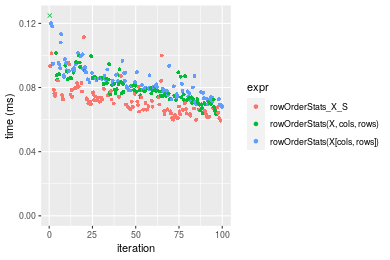 0.12
0.08
0.04
0.00
time (ms)
0
25
50
75
100
iteration
expr
rowOrderStats_X_S
rowOrderStats(X, cols, rows)
rowOrderStats(X[cols, rows])